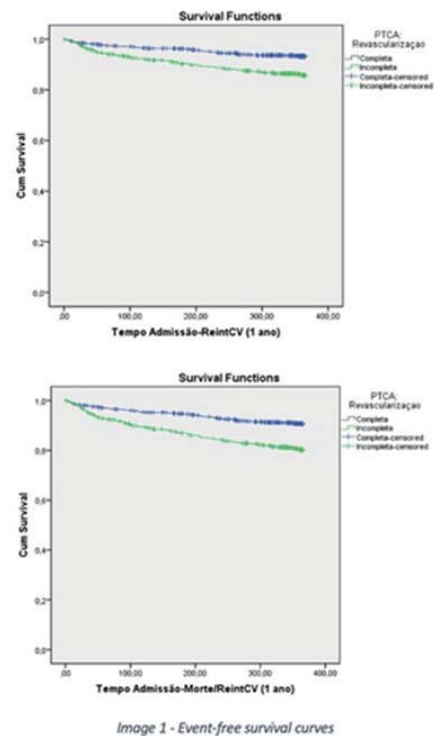 Survival Functions
PTCA:
Revascularizaçao
Completa
Incompleta
Completa-censored
Incompleta-censored
Cum Survival
1,0
0,8
0,6
0,4
0,2
0,0
,00
100,00
200,00
300,00
400,00
Tempo Admissão-ReintCV (1 ano)
Survival Functions
PTCA:
Revascularizaçao
Completa
Incompleta
Completa-censored
Incompleta-censored
Cum Survival
1,0
0,8
0,6
0,4
0,2
0,0
,00
100,00
200,00
300,00
400,00
Tempo Admissão-Morte/ReintCV (1 ano)
Image 1 - Event-free survival curves